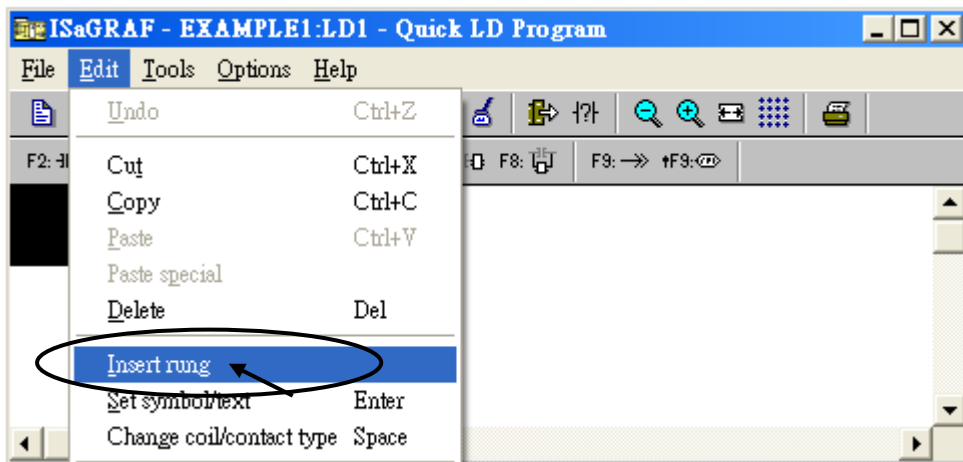 ISaGRAF - EXAMPLE1:LD1 - Quick LD Program
File Edit Tools Options Help
Undo Ctrl+Z
F2: F8: F9: F9:
Cut Ctrl+X
Copy Ctrl+C
Paste Ctrl+V
Paste special
Delete Del
Insert rung
Set symbol/text Enter
Change coil/contact type Space